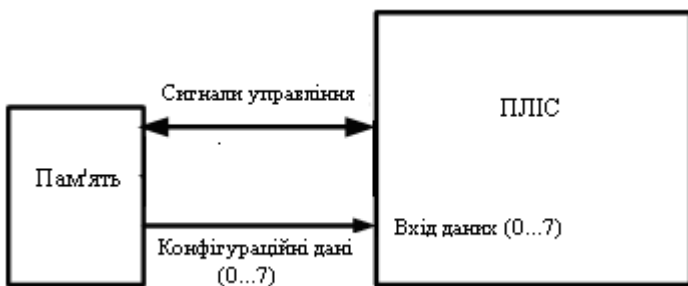 Сигнали управління
ПЛІС
Пам'ять
Вхід даних (0...7)
Конфігураційні дані
(0...7)